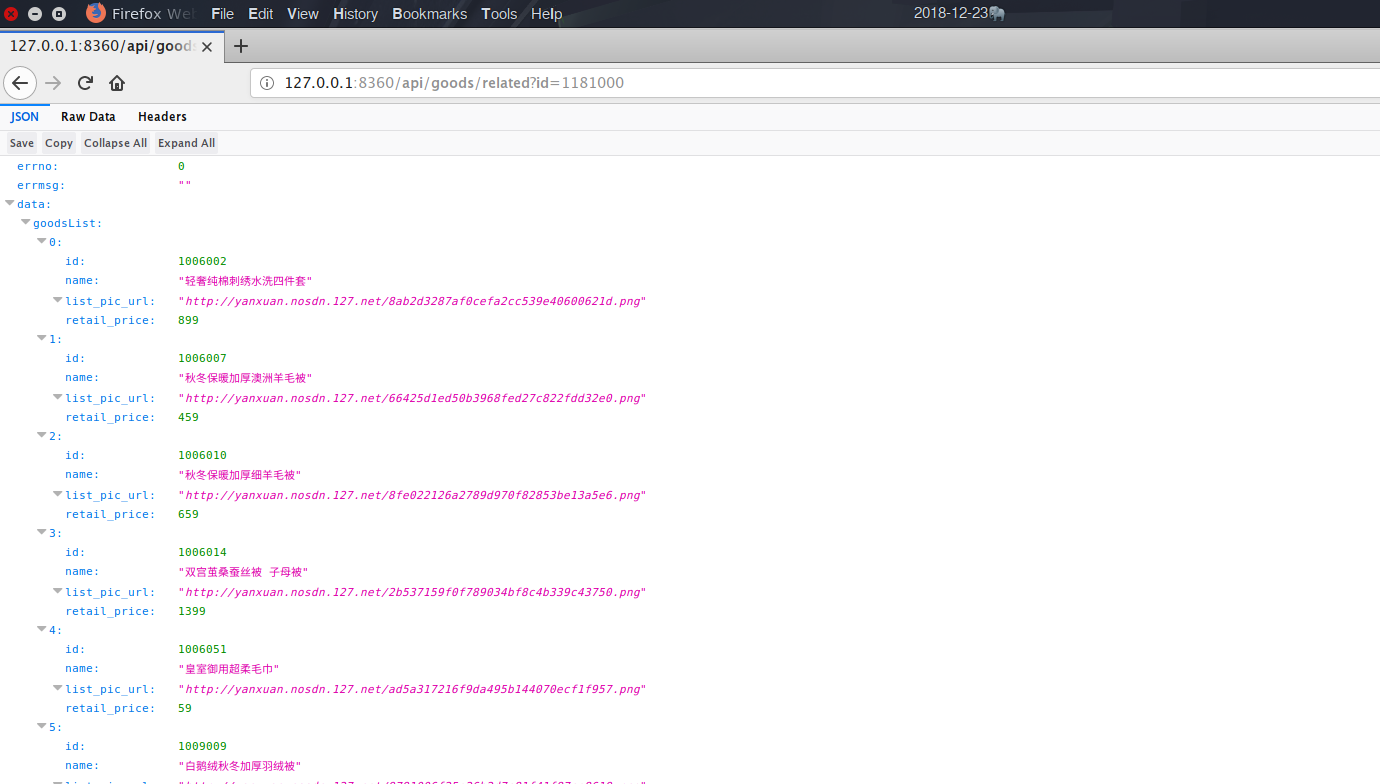 Firefox Web File Edit View History Bookmarks Tools Help 2018-12-23
127.0.0.1:8360/api/goods
127.0.0.1:8360/api/goods/related?id=1181000
JSON Raw Data Headers
Save Copy Collapse All Expand All
errno: 0
errmsg: ""
data:
goodsList:
0:
id: 1006002
name: "轻奢纯棉刺绣水洗四件套"
list_pic_url: "http://yanxuan.nosdn.127.net/8ab2d3287af0cefa2cc539e40600621d.png"
retail_price: 899
1:
id: 1006007
name: "秋冬保暖加厚澳洲羊毛被"
list_pic_url: "http://yanxuan.nosdn.127.net/66425d1ed50b3968fed27c822fdd32e0.png"
retail_price: 459
2:
id: 1006010
name: "秋冬保暖加厚细羊毛被"
list_pic_url: "http://yanxuan.nosdn.127.net/8fe022126a2789d970f82853be13a5e6.png"
retail_price: 659
3:
id: 1006014
name: "双宫茧桑蚕丝被 子母被"
list_pic_url: "http://yanxuan.nosdn.127.net/2b537159f0f789034bf8c4b339c43750.png"
retail_price: 1399
4:
id: 1006051
name: "皇室御用超柔毛巾"
list_pic_url: "http://yanxuan.nosdn.127.net/ad5a317216f9da495b144070ecf1f957.png"
retail_price: 59
5:
id: 1009009
name: "白鹅绒秋冬加厚羽绒被"